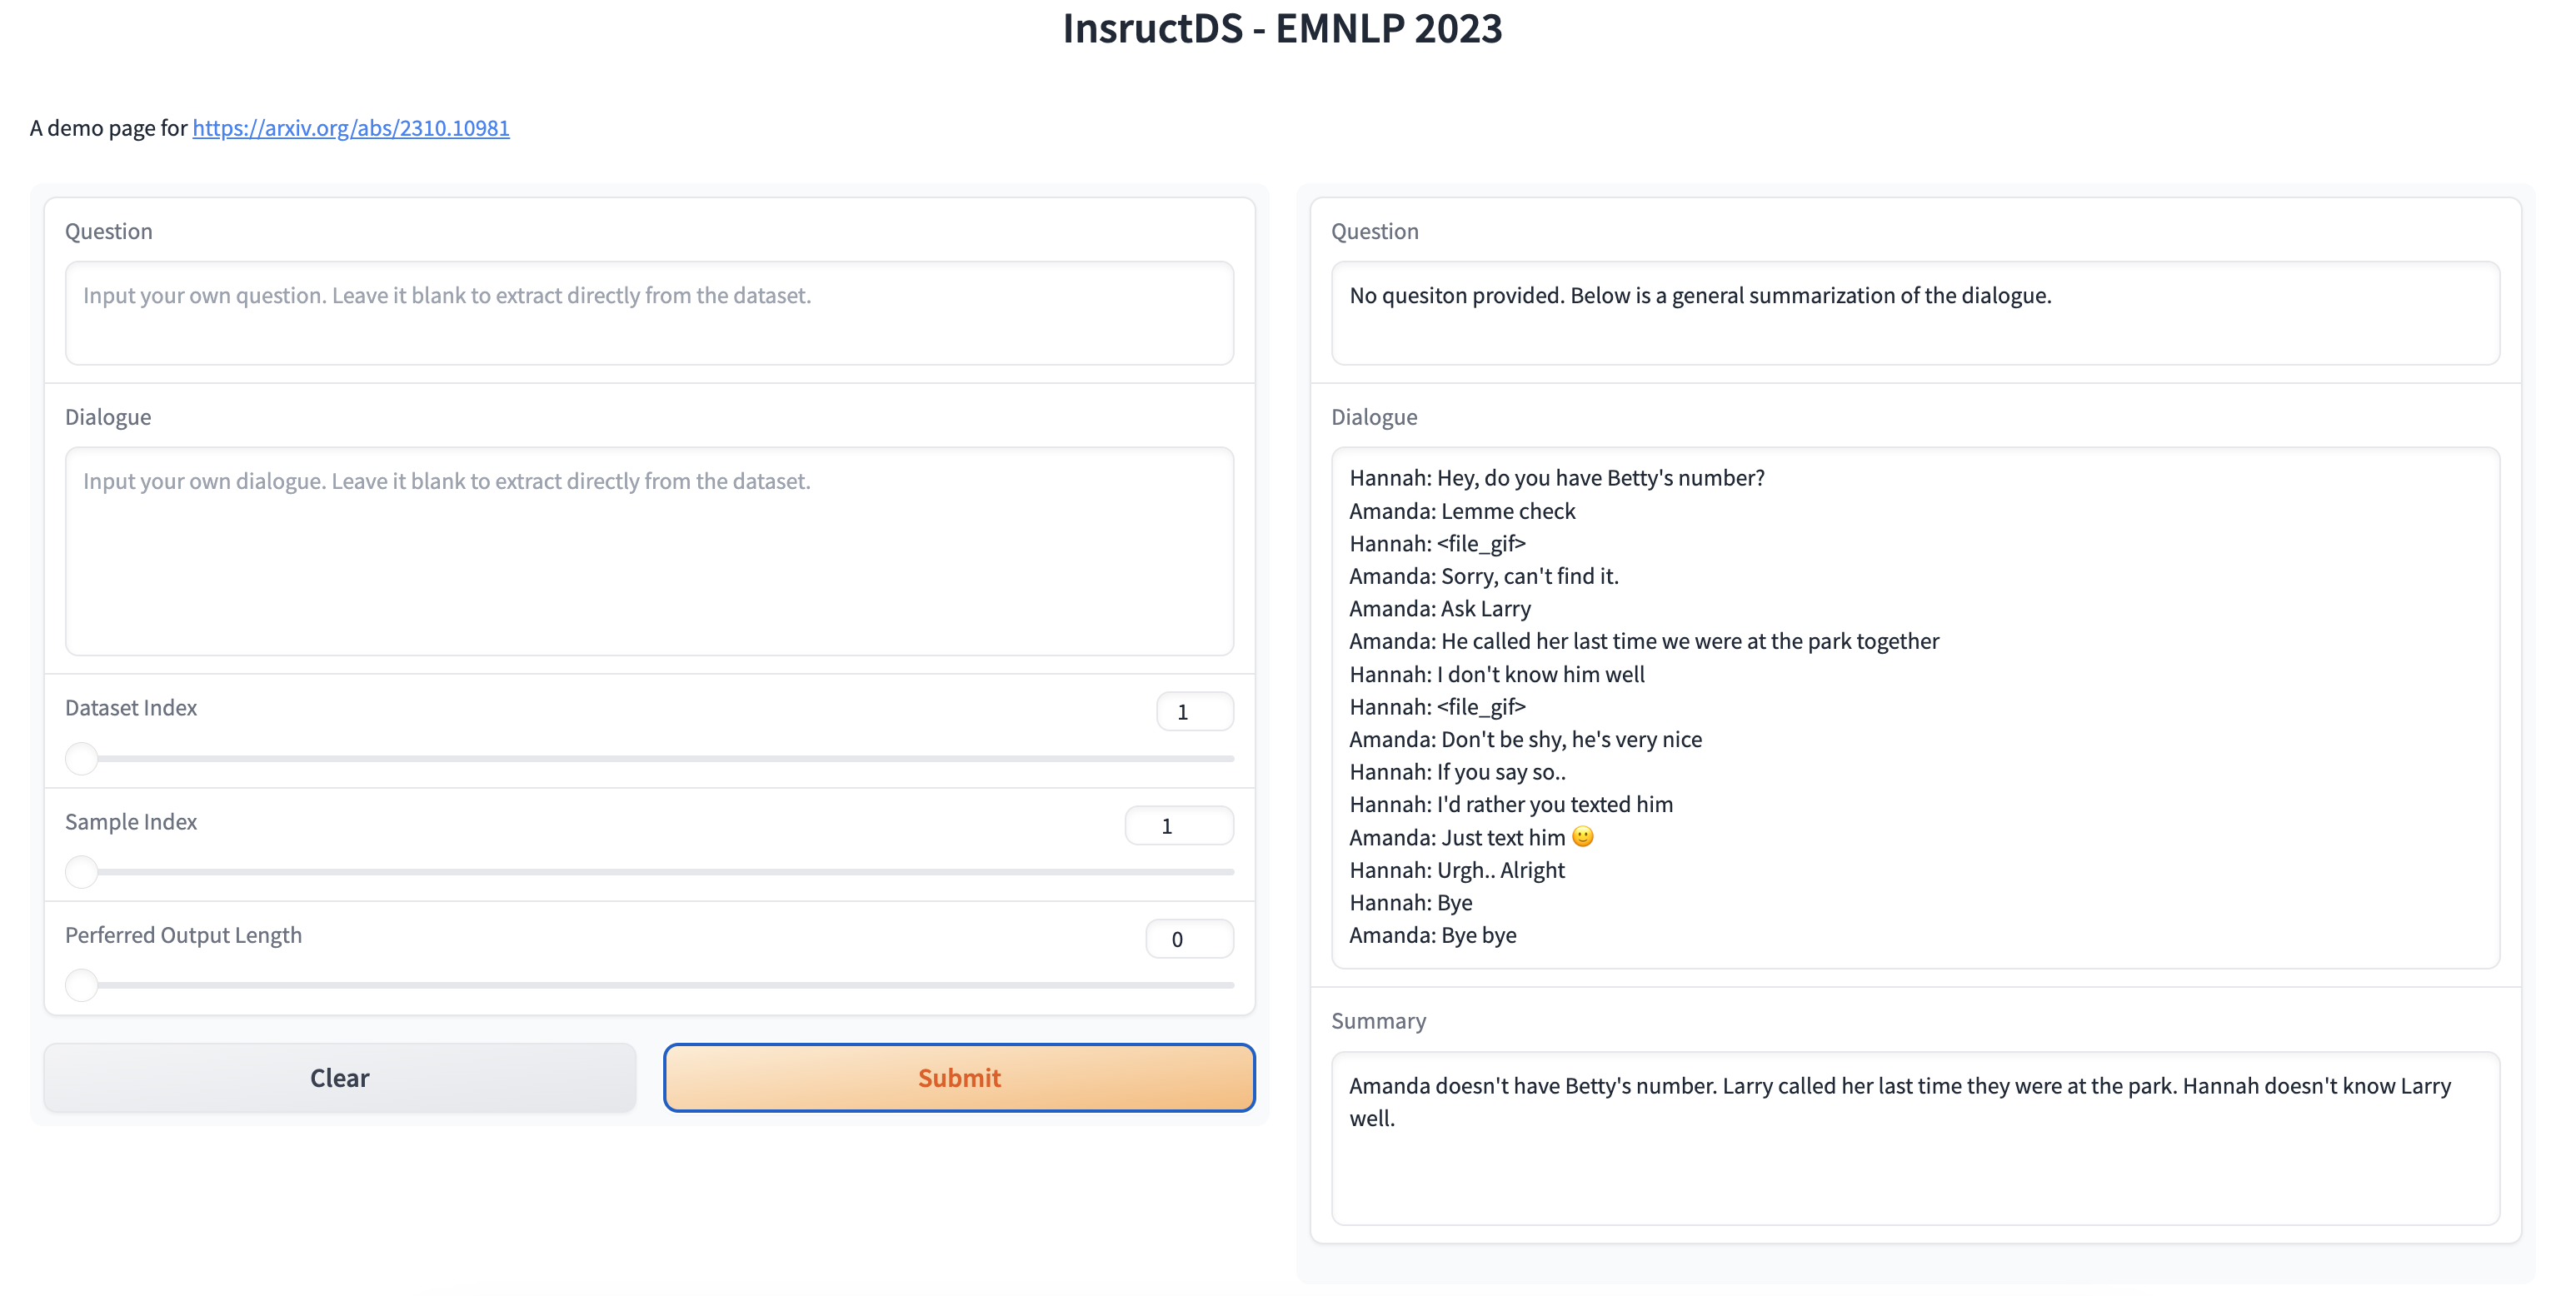 InsructDS - EMNLP 2023
A demo page for https://arxiv.org/abs/2310.10981
Question
Input your own question. Leave it blank to extract directly from the dataset.
Dialogue
Input your own dialogue. Leave it blank to extract directly from the dataset.
Dataset Index
1
Sample Index
1
Perferred Output Length
0
Clear
Submit
Question
No quesiton provided. Below is a general summarization of the dialogue.
Dialogue
Hannah: Hey, do you have Betty's number?
Amanda: Lemme check
Hannah: <file_gif>
Amanda: Sorry, can't find it.
Amanda: Ask Larry
Amanda: He called her last time we were at the park together
Hannah: I don't know him well
Hannah: <file_gif>
Amanda: Don't be shy, he's very nice
Hannah: If you say so..
Hannah: I'd rather you texted him
Amanda: Just text him 🙂
Hannah: Urgh.. Alright
Hannah: Bye
Amanda: Bye bye
Summary
Amanda doesn't have Betty's number. Larry called her last time they were at the park. Hannah doesn't know Larry
well.